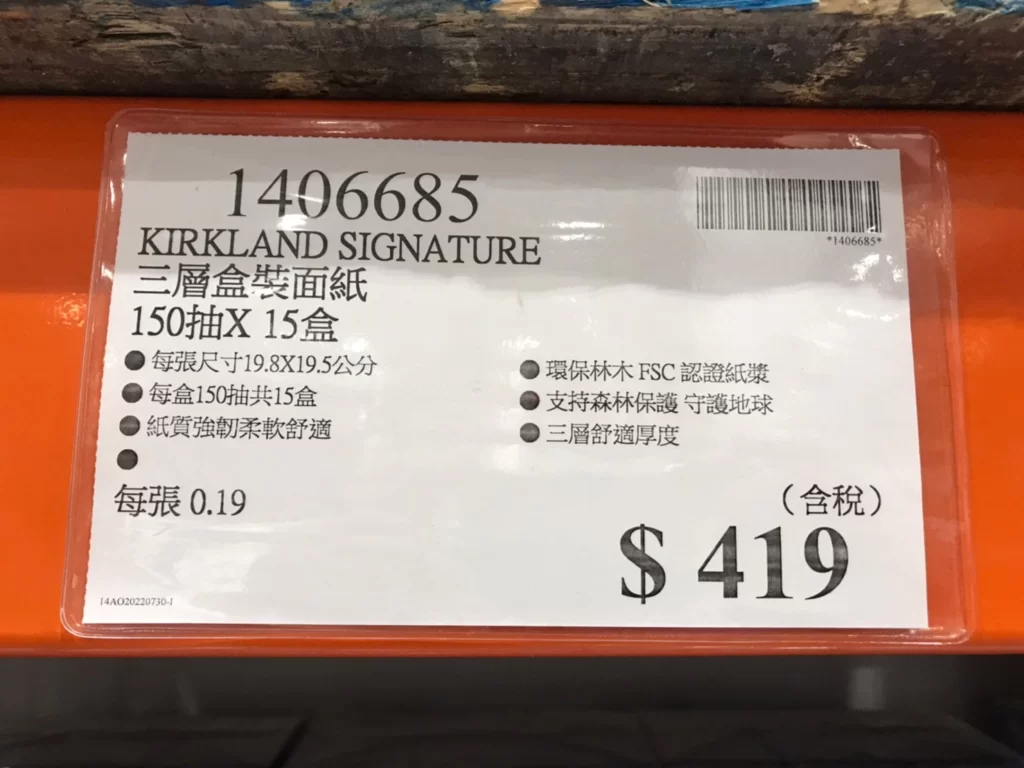 1406685
*1406685*
KIRKLAND SIGNATURE
三層盒裝面紙
150抽X 15盒
● 每張尺寸19.8X19.5公分
● 每盒150抽共15盒
● 紙質強韌柔軟舒適
●
● 環保林木 FSC 認證紙漿
● 支持森林保護 守護地球
● 三層舒適厚度
每張 0.19
（含稅）
$ 419
14AO20220730-1